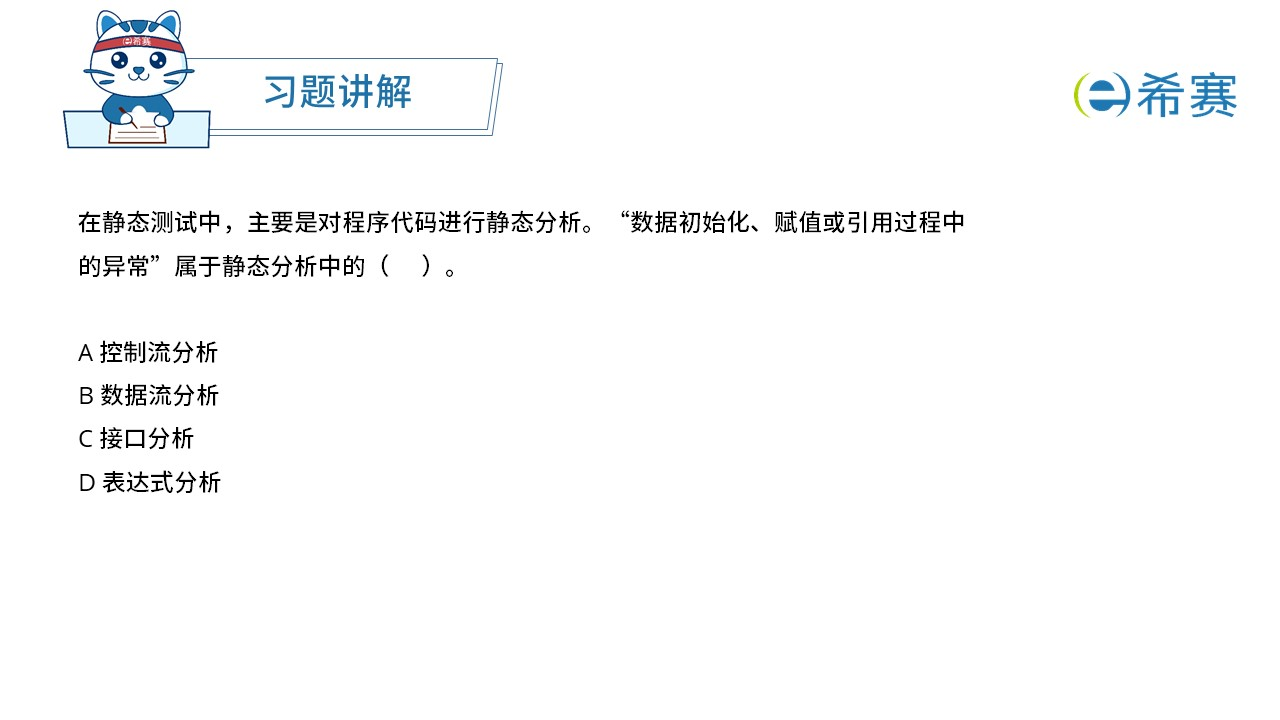 希赛
习题讲解
希赛
在静态测试中，主要是对程序代码进行静态分析。“数据初始化、赋值或引用过程中
的异常”属于静态分析中的（ ）。
A 控制流分析
B 数据流分析
C 接口分析
D 表达式分析